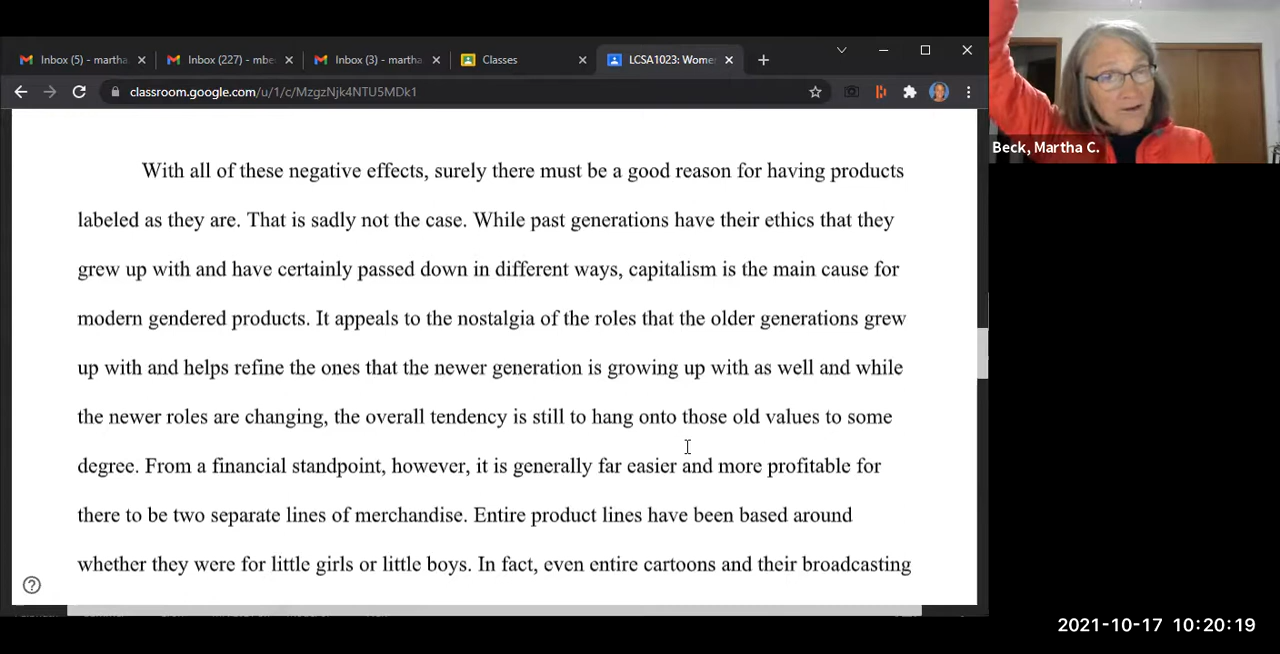 Inbox (5) - martha
Inbox (227) - mbe
Inbox (3) - martha
Classes
LCSA1023: Wome
classroom.google.com/u/1/c/MzgzNjk4NTU5MDk1
Beck, Martha C.
With all of these negative effects, surely there must be a good reason for having products
labeled as they are. That is sadly not the case. While past generations have their ethics that they
grew up with and have certainly passed down in different ways, capitalism is the main cause for
modern gendered products. It appeals to the nostalgia of the roles that the older generations grew
up with and helps refine the ones that the newer generation is growing up with as well and while
the newer roles are changing, the overall tendency is still to hang onto those old values to some
degree. From a financial standpoint, however, it is generally far easier and more profitable for
there to be two separate lines of merchandise. Entire product lines have been based around
whether they were for little girls or little boys. In fact, even entire cartoons and their broadcasting
2021-10-17 10:20:19